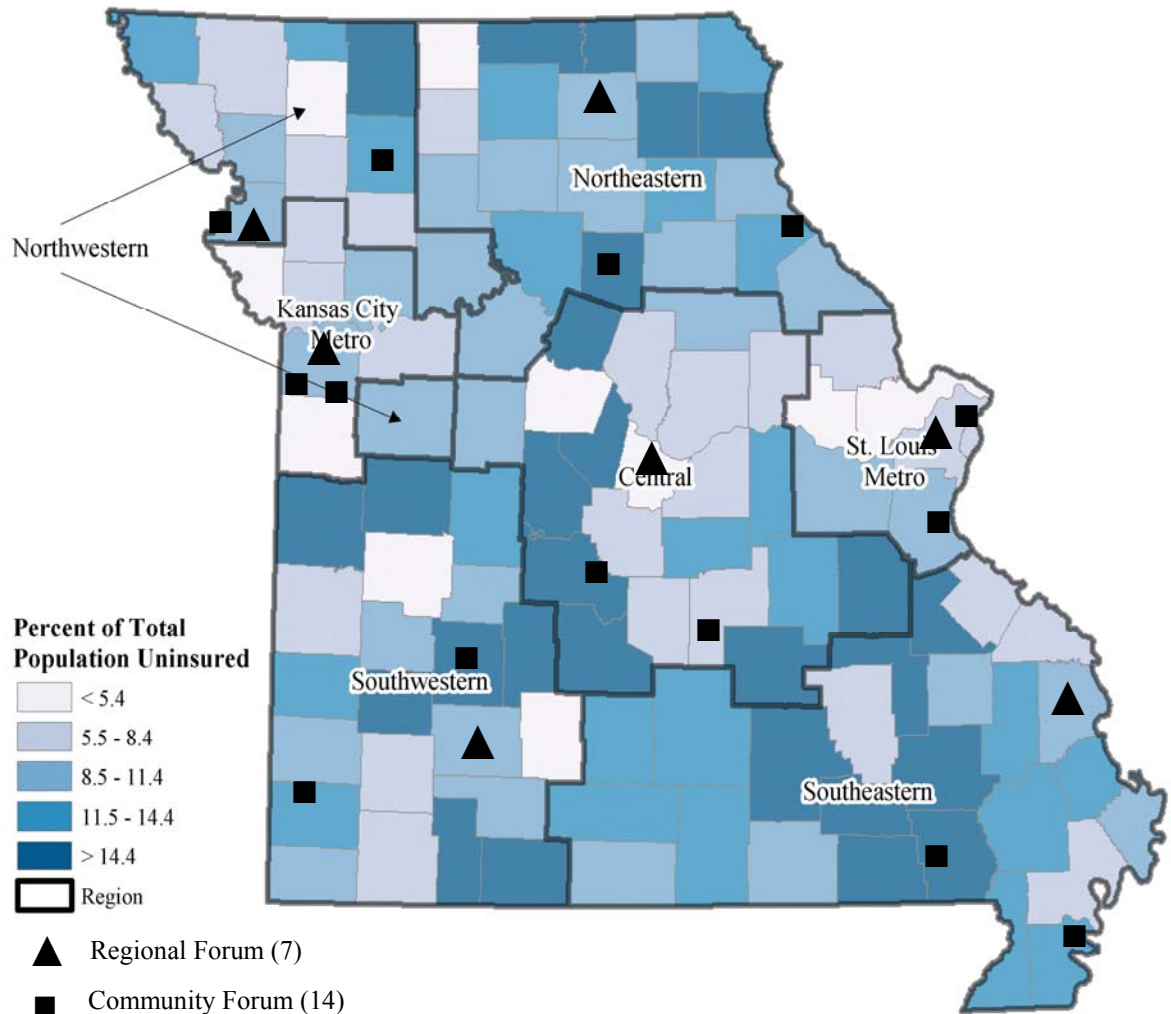 Northeastern
Northwestern
Kansas City
Metro
St. Louis
Metro
Central
Percent of Total
Population Uninsured
< 5.4
5.5 - 8.4
8.5 - 11.4
11.5 - 14.4
> 14.4
Region
Southwestern
Southeastern
Regional Forum (7)
Community Forum (14)